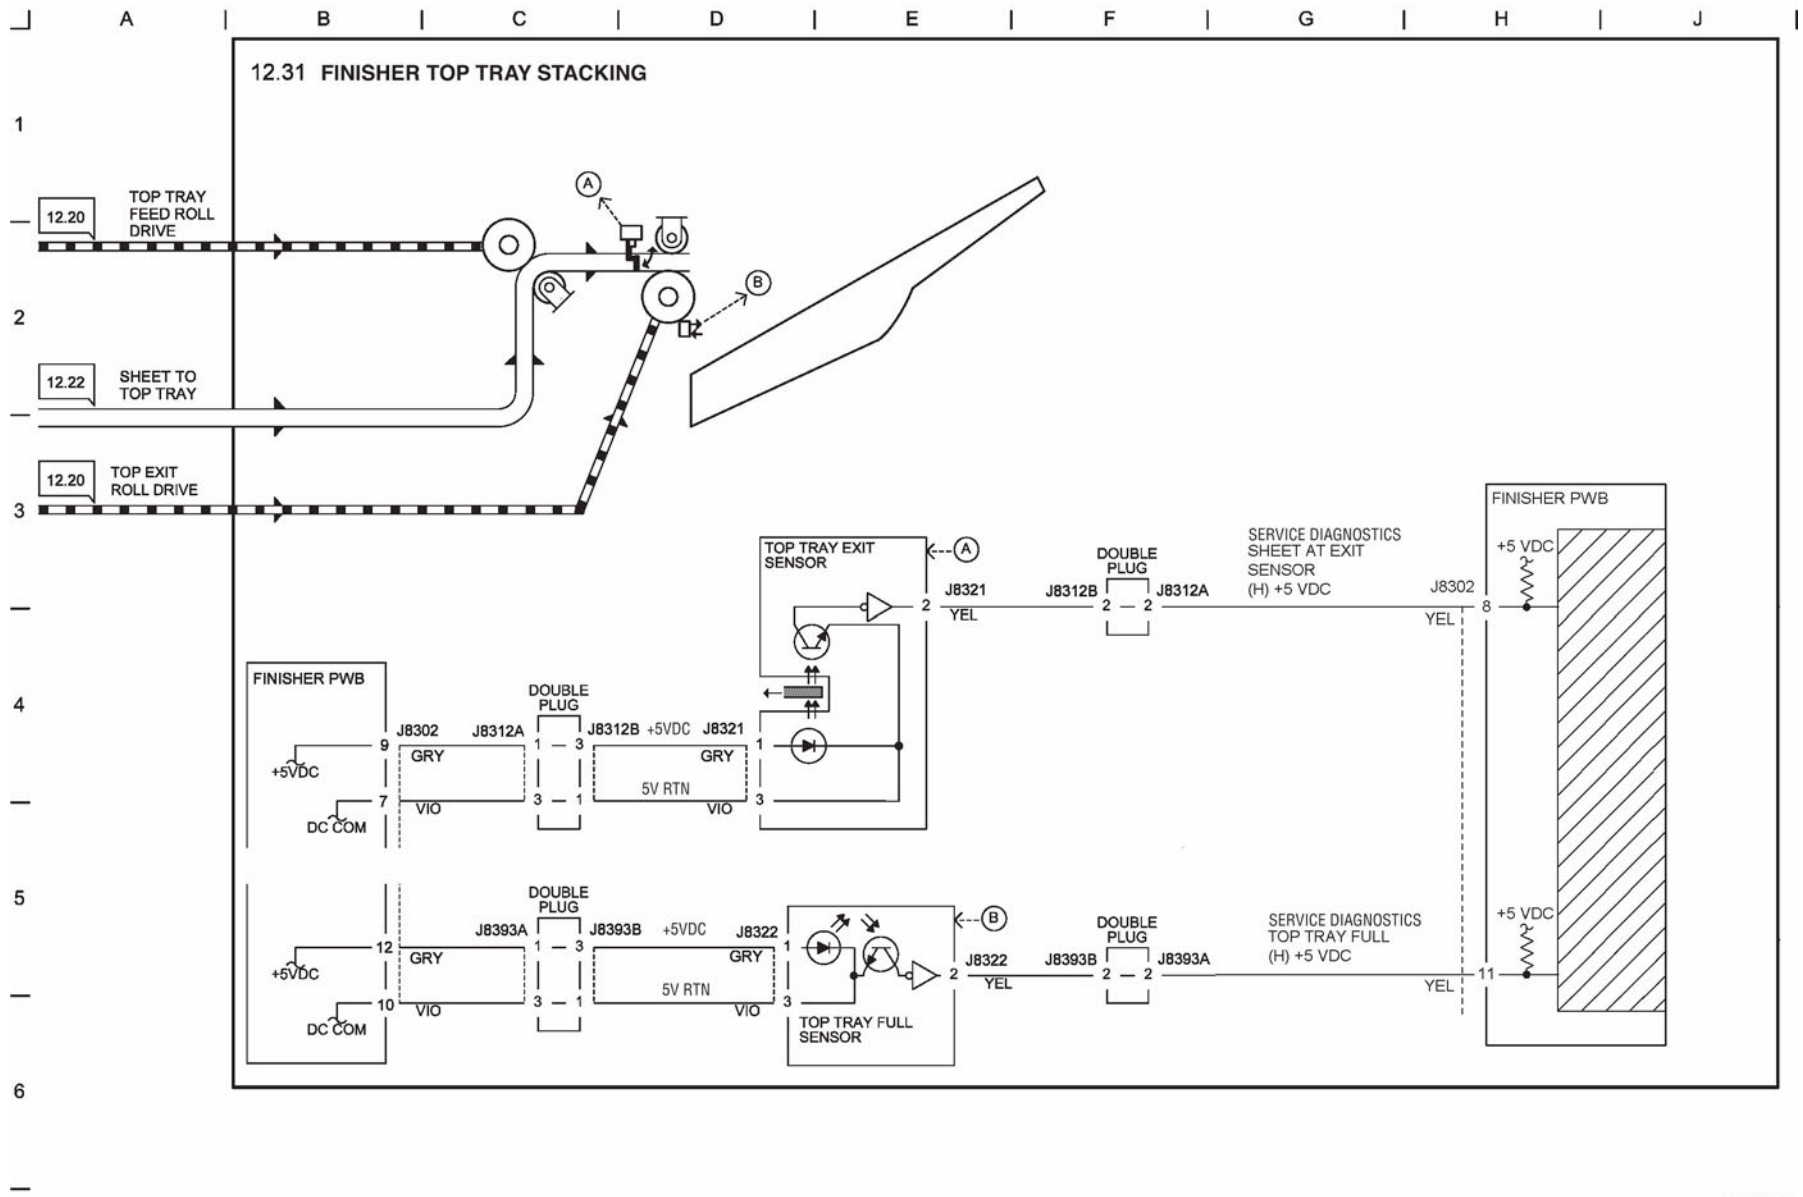 A B C D E F G H J
12.31 FINISHER TOP TRAY STACKING
1
A
12.20
TOP TRAY
FEED ROLL
DRIVE
B
2
12.22
SHEET TO
TOP TRAY
12.20
TOP EXIT
ROLL DRIVE
3
FINISHER PWB
TOP TRAY EXIT
SENSOR
A
DOUBLE
PLUG
SERVICE DIAGNOSTICS
SHEET AT EXIT
SENSOR
(H) +5 VDC
+5 VDC
2 J8321
YEL
J8312B 2 2 J8312A
J8302
YEL
8
4
FINISHER PWB
DOUBLE
PLUG
9 J8302
GRY
J8312A 1 3 J8312B +5VDC J8321
GRY
1
+5VDC
7
VIO
3 1
5V RTN
VIO
3
DC COM
5
DOUBLE
PLUG
B
DOUBLE
PLUG
SERVICE DIAGNOSTICS
TOP TRAY FULL
(H) +5 VDC
+5 VDC
12
GRY
J8393A 1 3 J8393B +5VDC J8322
GRY
1
+5VDC
2 J8322
YEL
J8393B 2 2 J8393A
YEL
11
10
VIO
3 1
5V RTN
VIO
3
DC COM
TOP TRAY FULL
SENSOR
6